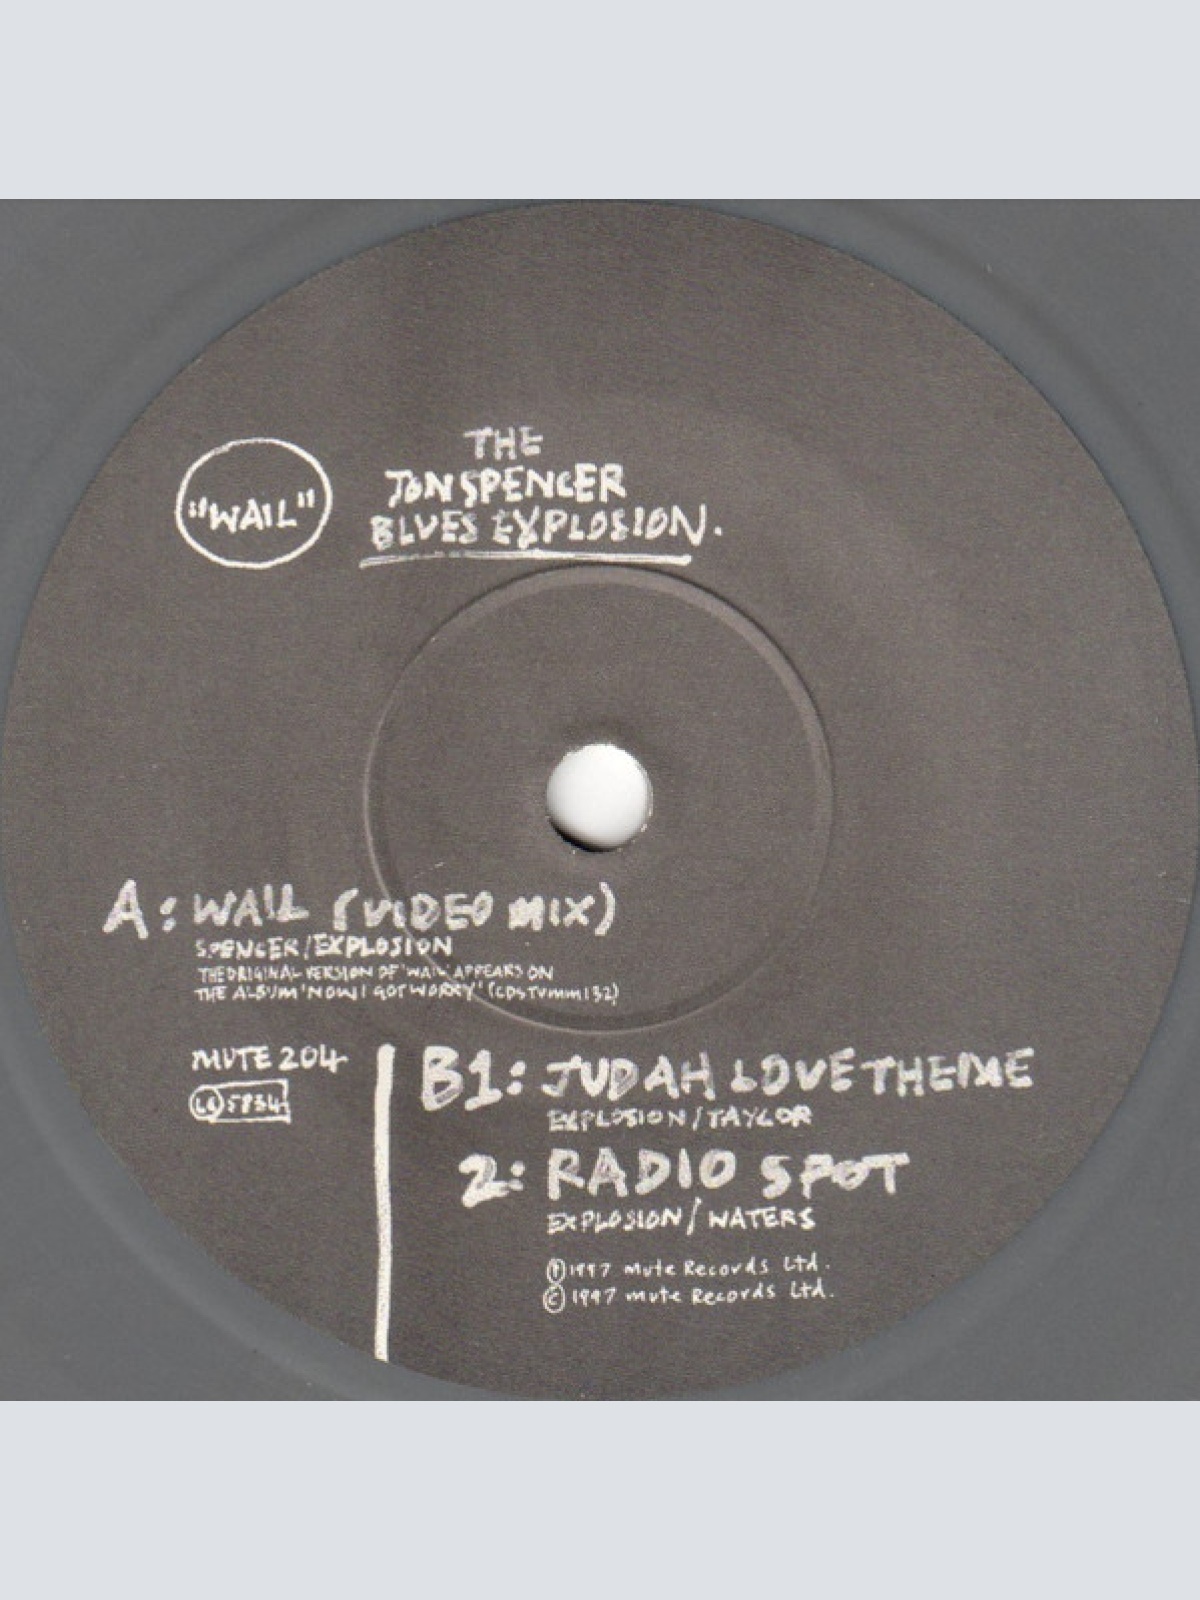 "WAIL"
THE
JON SPENCER
BLUES EXPLOSION.
A: WAIL (VIDEO MIX)
SPENCER/EXPLOSION
THE ORIGINAL VERSION OF 'WAIL' APPEARS ON
THE ALBUM 'NOW I GOT WORRY' (CDSTUMM132)
MUTE 204
LC 5834
B1: JUDAH LOVE THEME
EXPLOSION/TAYLOR
2: RADIO SPOT
EXPLOSION/WATERS
Ⓟ 1997 Mute Records Ltd.
© 1997 Mute Records Ltd.